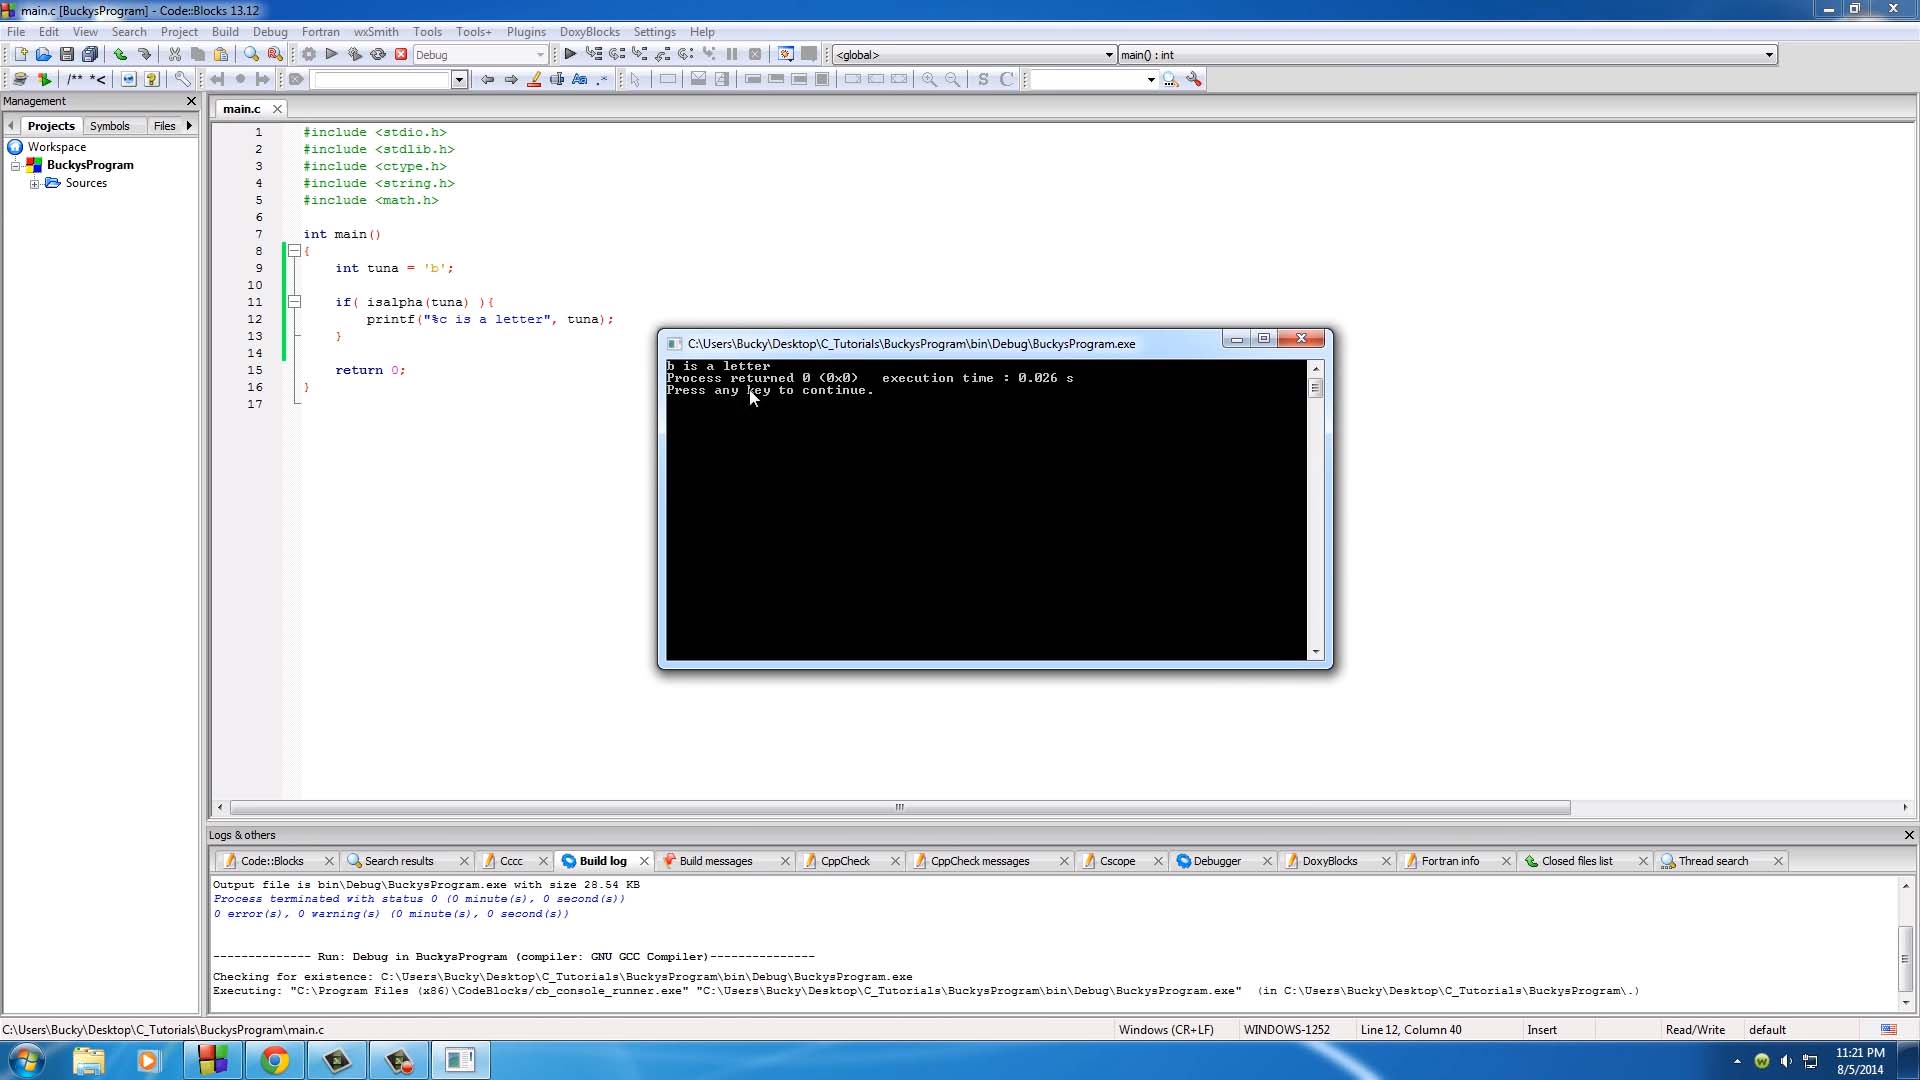 main.c [BuckysProgram] - Code::Blocks 13.12
File Edit View Search Project Build Debug Fortran wxSmith Tools Tools+ Plugins DoxyBlocks Settings Help
Debug <global> main() : int
/** *<
Management
main.c
Projects Symbols Files
Workspace
BuckysProgram
Sources
1 #include <stdio.h>
2 #include <stdlib.h>
3 #include <ctype.h>
4 #include <string.h>
5 #include <math.h>
6
7 int main()
8 {
9 int tuna = 'b';
10
11 if( isalpha(tuna) ){
12 printf("%c is a letter", tuna);
13 }
14
15 return 0;
16 }
17
C:\Users\Bucky\Desktop\C_Tutorials\BuckysProgram\bin\Debug\BuckysProgram.exe
b is a letter
Process returned 0 (0x0) execution time : 0.026 s
Press any key to continue.
Logs & others
Code::Blocks Search results Cccc Build log Build messages CppCheck CppCheck messages Cscope Debugger DoxyBlocks Fortran info Closed files list Thread search
Output file is bin\Debug\BuckysProgram.exe with size 28.54 KB
Process terminated with status 0 (0 minute(s), 0 second(s))
0 error(s), 0 warning(s) (0 minute(s), 0 second(s))
-------------- Run: Debug in BuckysProgram (compiler: GNU GCC Compiler)---------------
Checking for existence: C:\Users\Bucky\Desktop\C_Tutorials\BuckysProgram\bin\Debug\BuckysProgram.exe
Executing: "C:\Program Files (x86)\CodeBlocks/cb_console_runner.exe" "C:\Users\Bucky\Desktop\C_Tutorials\BuckysProgram\bin\Debug\BuckysProgram.exe" (in C:\Users\Bucky\Desktop\C_Tutorials\BuckysProgram\.)
C:\Users\Bucky\Desktop\C_Tutorials\BuckysProgram\main.c Windows (CR+LF) WINDOWS-1252 Line 12, Column 40 Insert Read/Write default
11:21 PM
8/5/2014